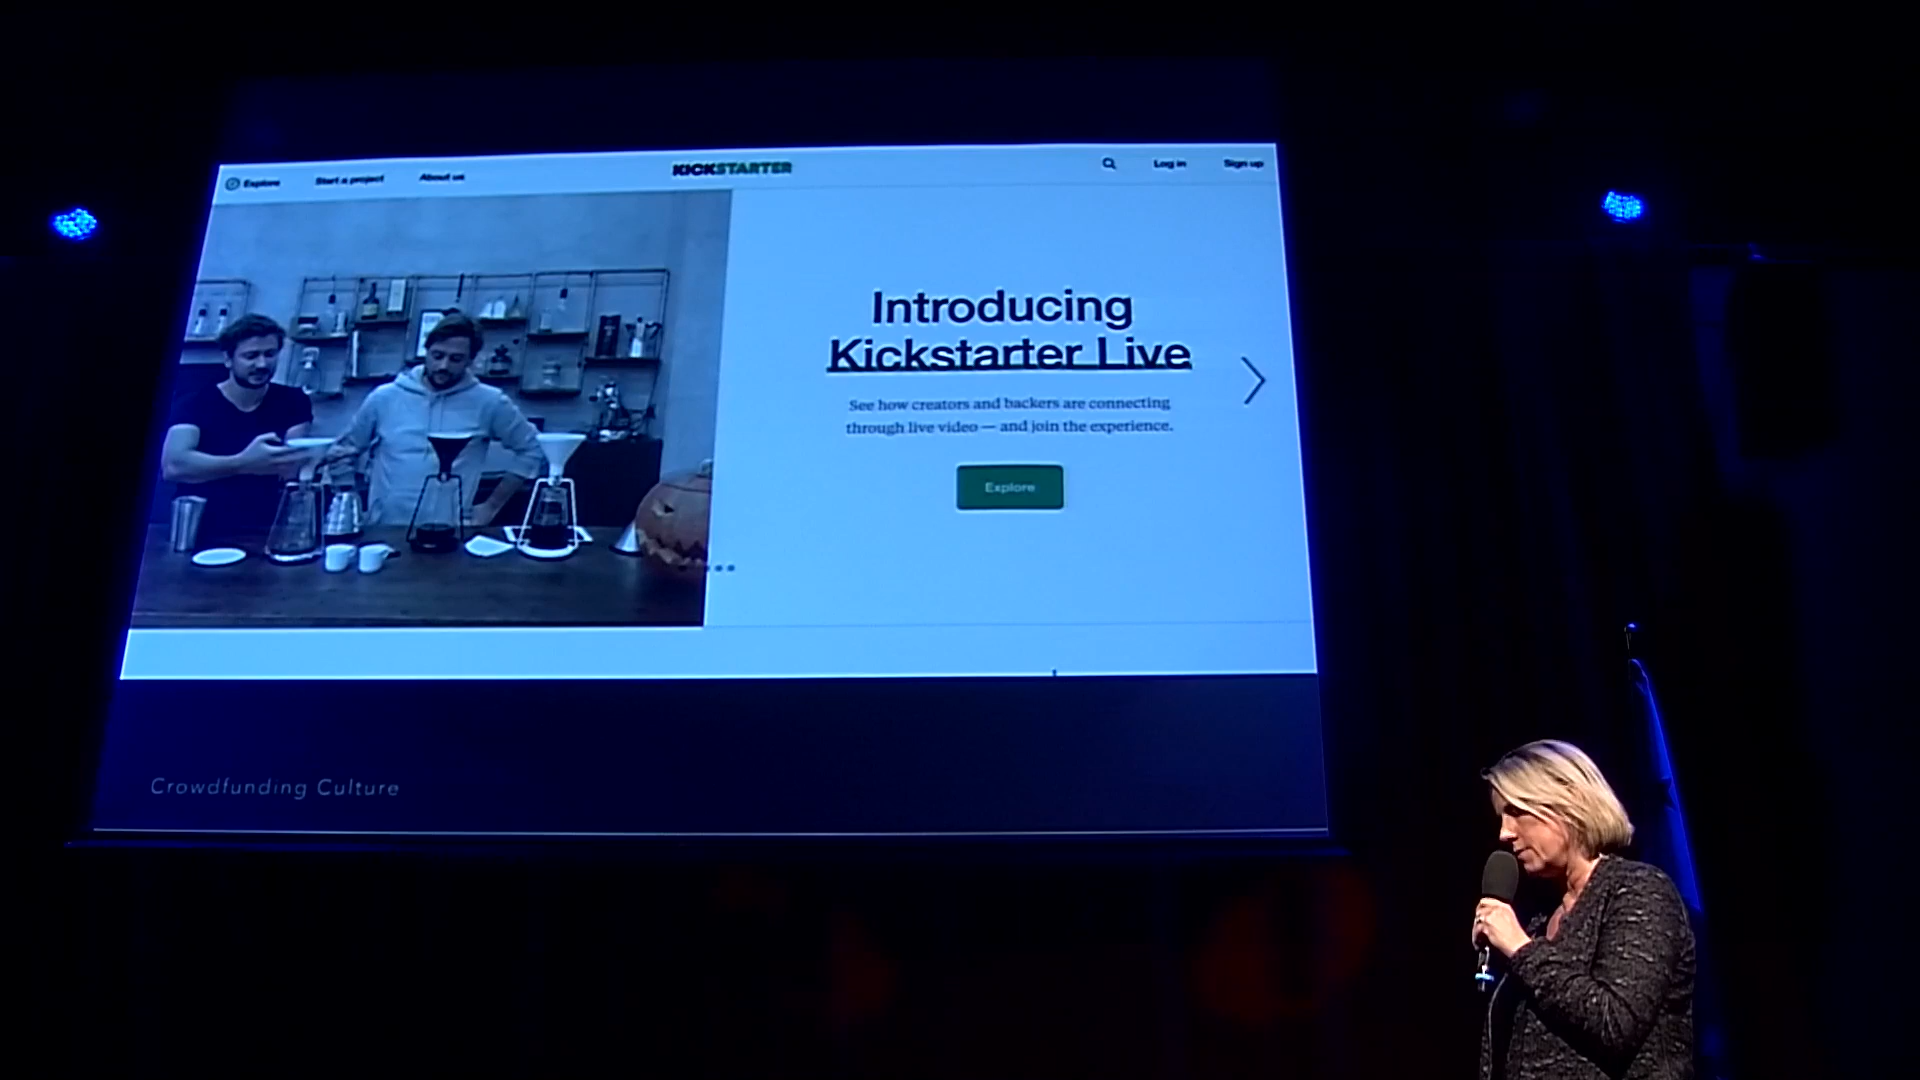 Explore Start a project About us KICKSTARTER Log in Sign up
Introducing
Kickstarter Live
See how creators and backers are connecting
through live video — and join the experience.
Explore
Crowdfunding Culture